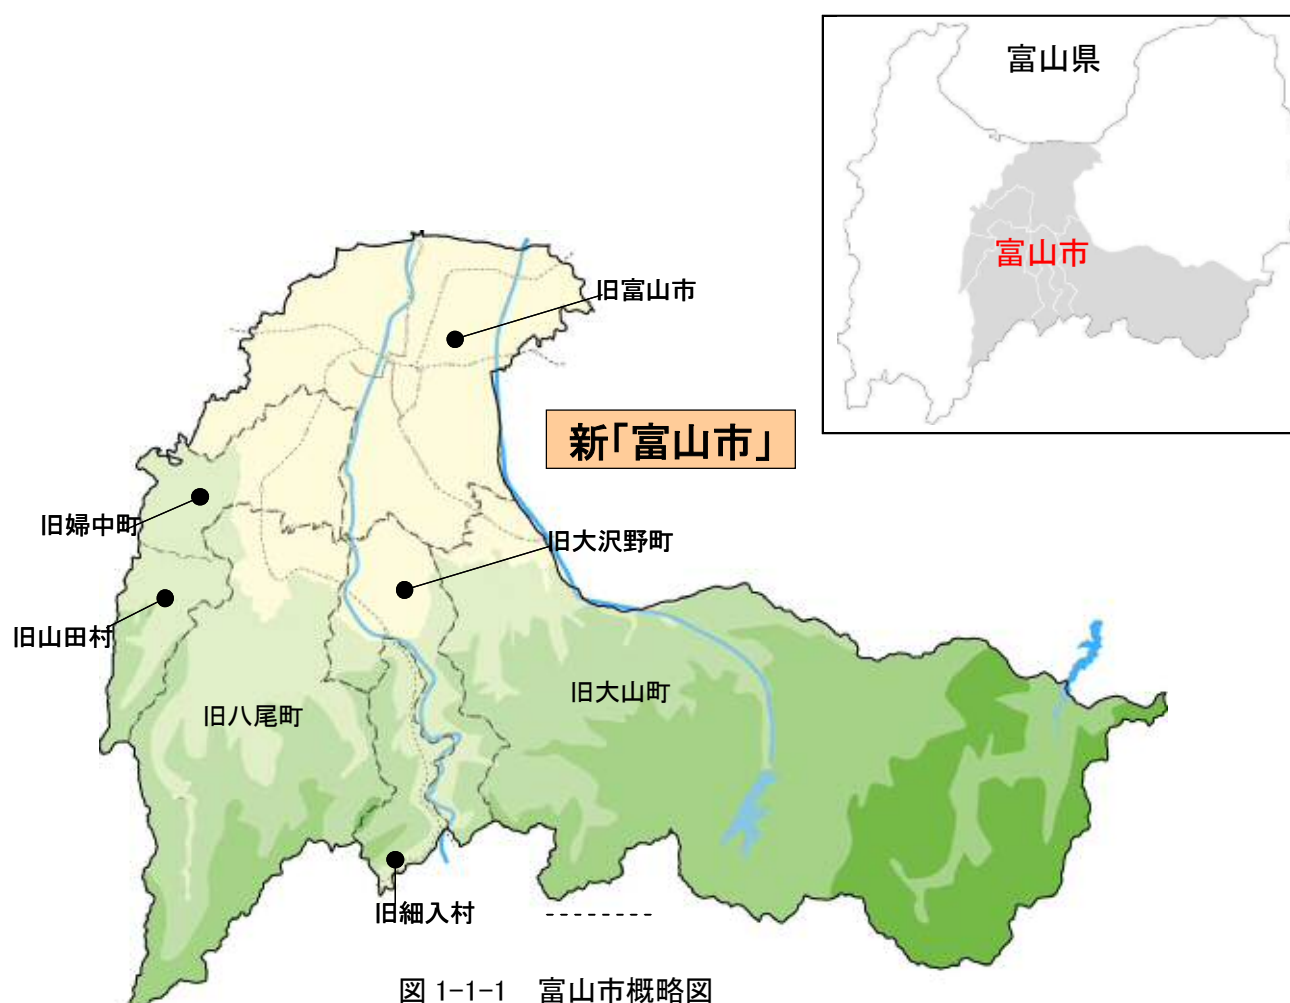 富山県
富山市
旧富山市
新「富山市」
旧婦中町
旧大沢野町
旧山田村
旧大山町
旧八尾町
旧細入村
図 1-1-1 富山市概略図